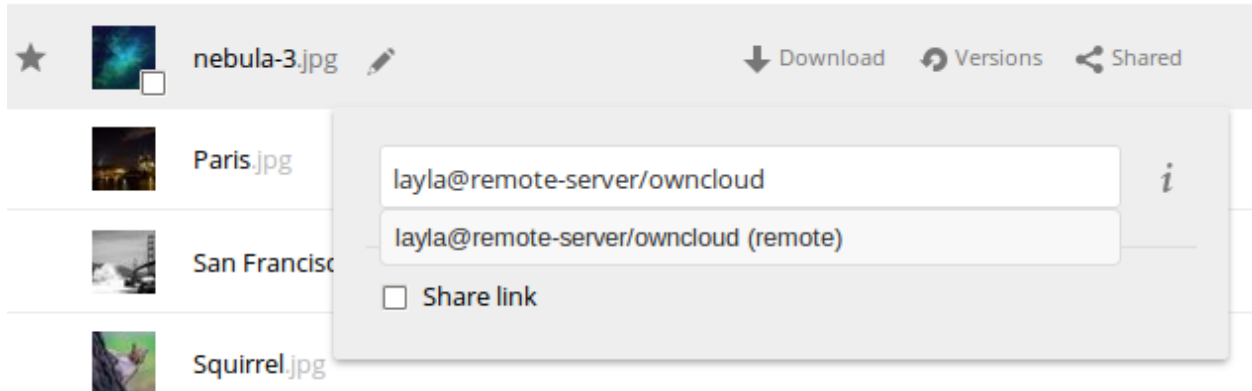 nebula-3.jpg Download Versions Shared
Paris.jpg
layla@remote-server/owncloud i
layla@remote-server/owncloud (remote)
San Francisc
Share link
Squirrel.jpg